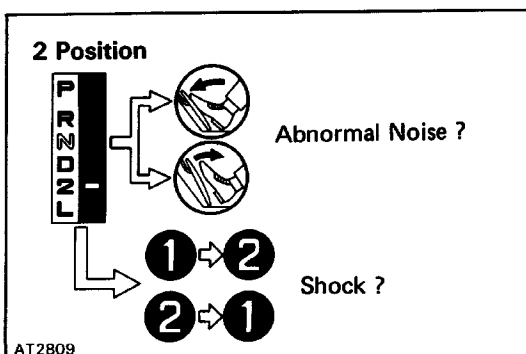 2 Position
P
R
N
D
2
L
Abnormal Noise ?
1 2
Shock ?
2 1
AT2809